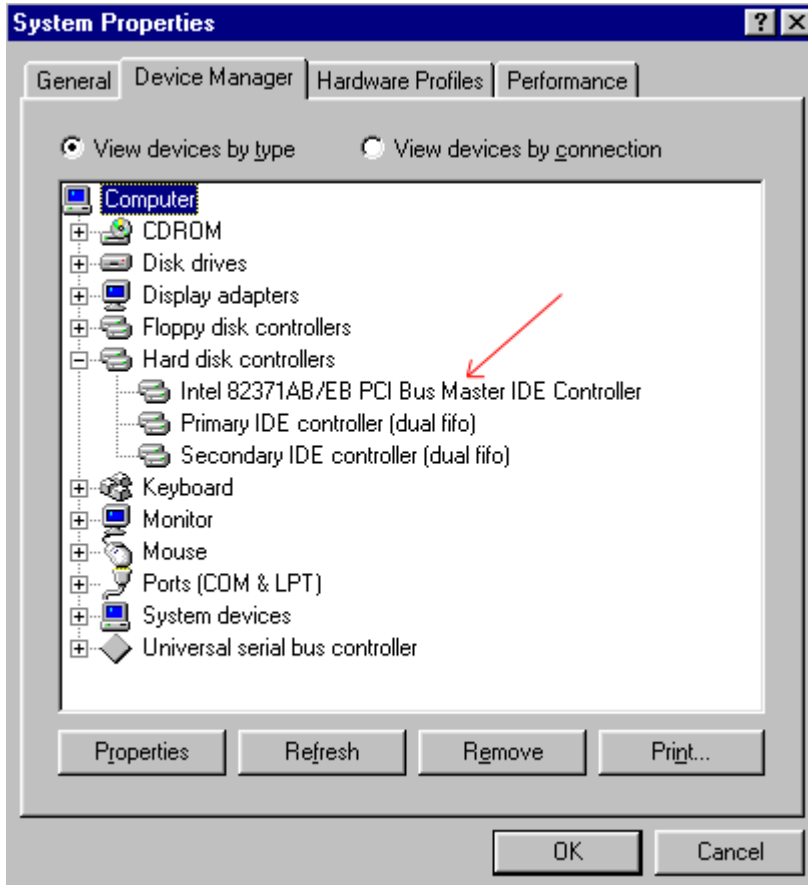 System Properties
General Device Manager Hardware Profiles Performance
View devices by type View devices by connection
Computer
CDROM
Disk drives
Display adapters
Floppy disk controllers
Hard disk controllers
Intel 82371AB/EB PCI Bus Master IDE Controller
Primary IDE controller (dual fifo)
Secondary IDE controller (dual fifo)
Keyboard
Monitor
Mouse
Ports (COM & LPT)
System devices
Universal serial bus controller
Properties Refresh Remove Print...
OK Cancel